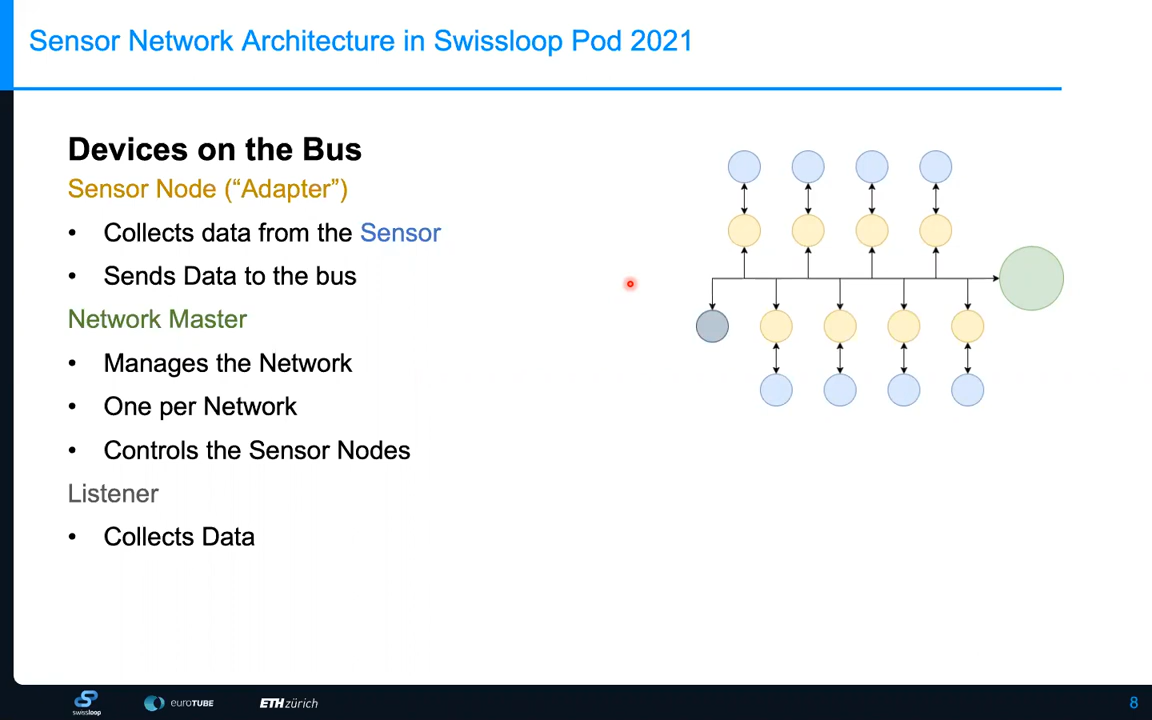 Sensor Network Architecture in Swissloop Pod 2021
Devices on the Bus
Sensor Node (“Adapter”)
• Collects data from the Sensor
• Sends Data to the bus
Network Master
• Manages the Network
• One per Network
• Controls the Sensor Nodes
Listener
• Collects Data
swissloop
euroTUBE
ETH zürich
8